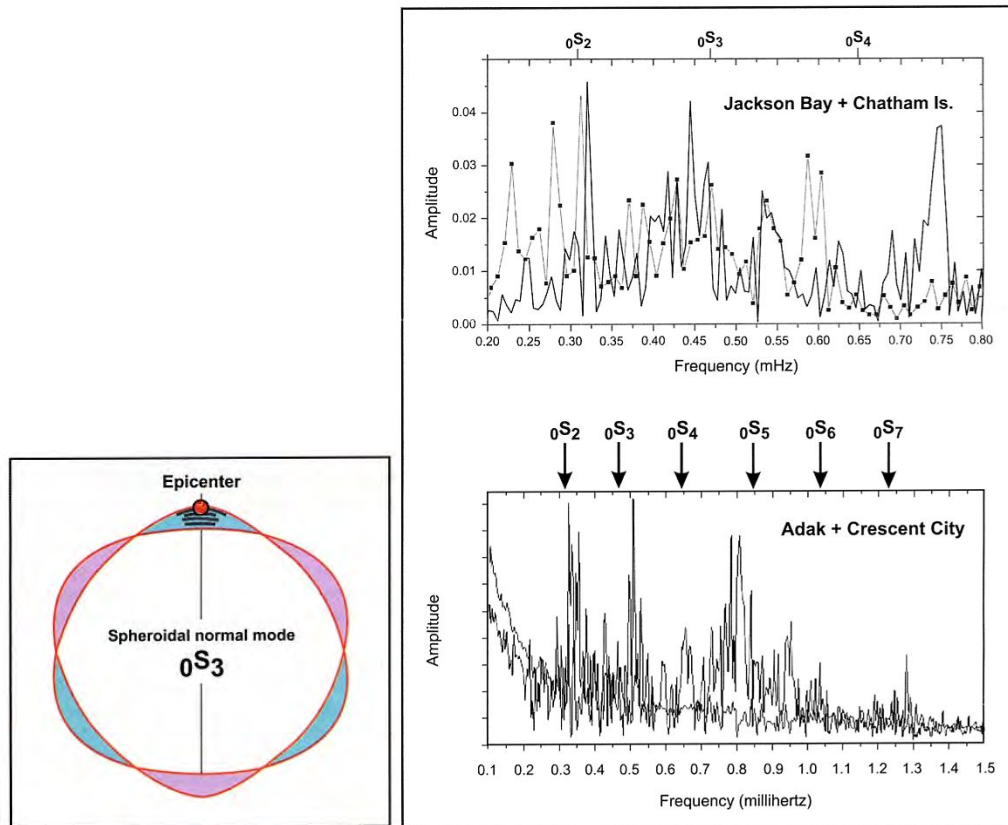 Epicenter
Spheroidal normal mode
₀S₃
₀S₂ ₀S₃ ₀S₄
Jackson Bay + Chatham Is.
Amplitude
0.04
0.03
0.02
0.01
0.00
0.20 0.25 0.30 0.35 0.40 0.45 0.50 0.55 0.60 0.65 0.70 0.75 0.80
Frequency (mHz)
₀S₂ ₀S₃ ₀S₄ ₀S₅ ₀S₆ ₀S₇
Adak + Crescent City
Amplitude
0.1 0.2 0.3 0.4 0.5 0.6 0.7 0.8 0.9 1.0 1.1 1.2 1.3 1.4 1.5
Frequency (millihertz)